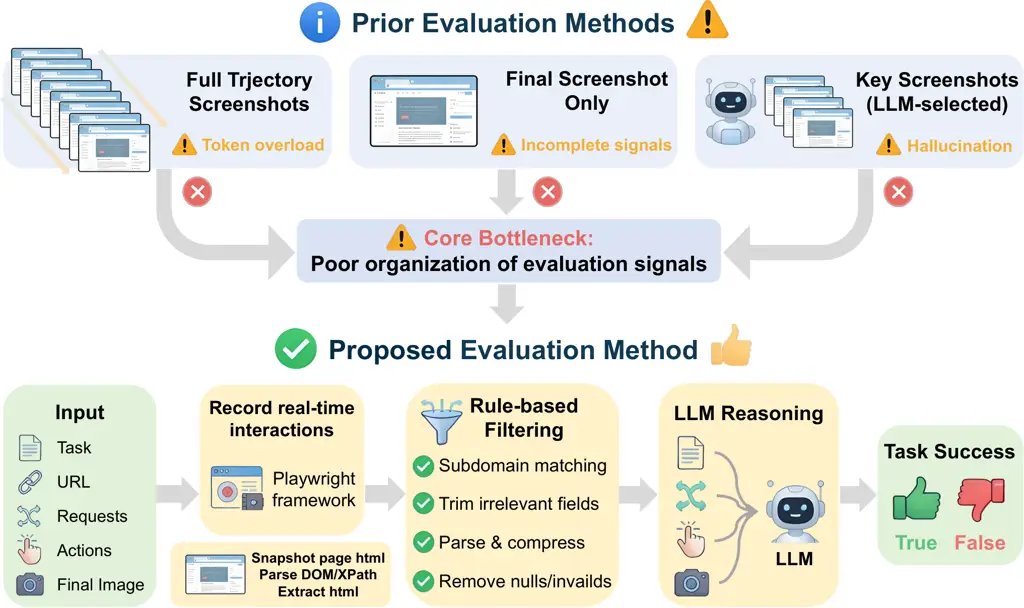 Prior Evaluation Methods
Full Trjectory
Screenshots
Token overload
Final Screenshot
Only
Incomplete signals
Key Screenshots
(LLM-selected)
Hallucination
Core Bottleneck:
Poor organization of evaluation signals
Proposed Evaluation Method
Input
Task
URL
Requests
Actions
Final Image
Record real-time
interactions
Playwright
framework
Snapshot page html
Parse DOM/XPath
Extract html
Rule-based
Filtering
Subdomain matching
Trim irrelevant fields
Parse & compress
Remove nulls/invailds
LLM Reasoning
LLM
Task Success
True False